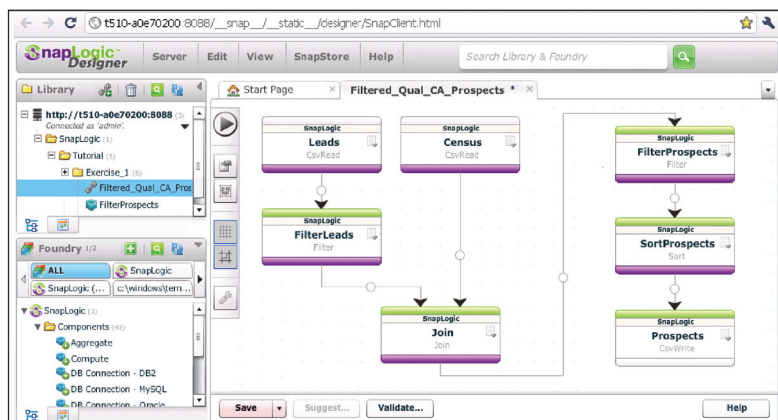 t510-a0e70200:8088/__snap__/__static__/designer/SnapClient.html
SnapLogic Designer
Server Edit View SnapStore Help
Search Library & Foundry
Library
http://t510-a0e70200:8088 (3)
Connected as 'admin'.
SnapLogic (1)
Tutorial (5)
Exercise_1 (6)
Filtered_Qual_CA_Pros
FilterProspects
Foundry 1/2
ALL
SnapLogic
SnapLogic (...
c:\windows\tem...
SnapLogic (2)
Components (42)
Aggregate
Compute
DB Connection - DB2
DB Connection - MySQL
DB Connection - Oracle
Start Page
Filtered_Qual_CA_Prospects *
SnapLogic
Leads
CsvRead
SnapLogic
Census
CsvRead
SnapLogic
FilterLeads
Filter
SnapLogic
Join
Join
SnapLogic
FilterProspects
Filter
SnapLogic
SortProspects
Sort
SnapLogic
Prospects
CsvWrite
Save
Suggest...
Validate...
Help